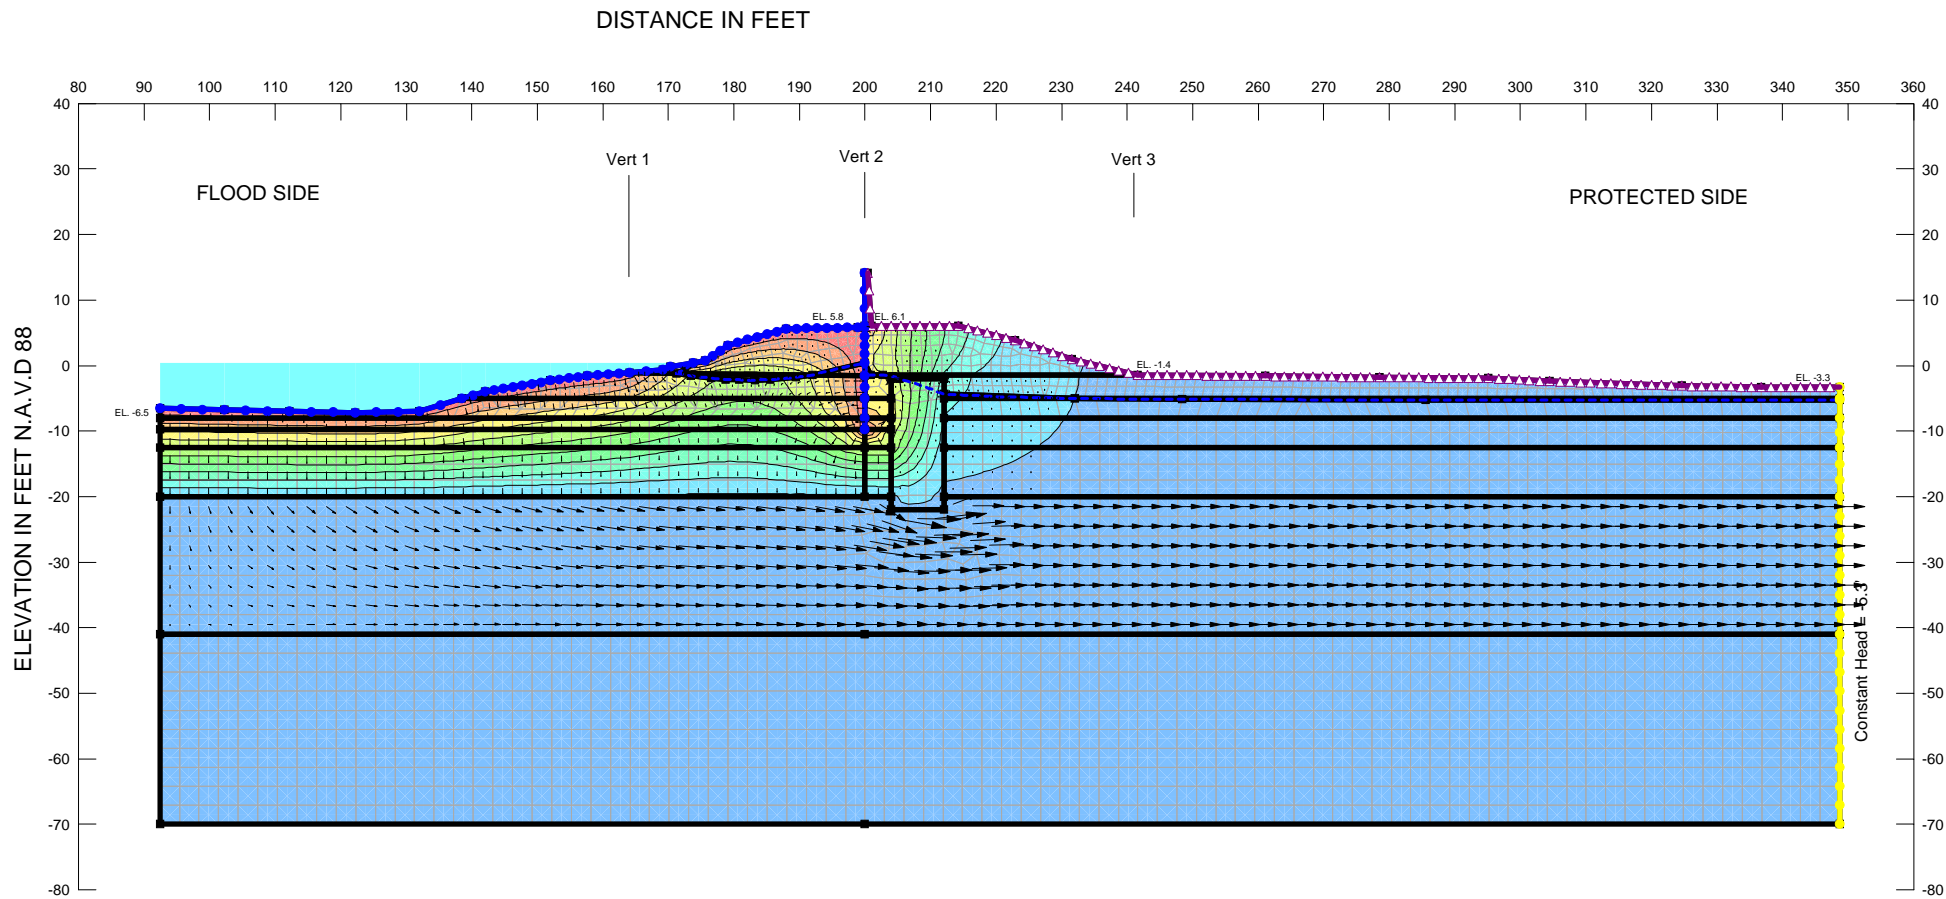 DISTANCE IN FEET
80 90 100 110 120 130 140 150 160 170 180 190 200 210 220 230 240 250 260 270 280 290 300 310 320 330 340 350 360
40 40
Vert 1 Vert 2 Vert 3
30 30
FLOOD SIDE PROTECTED SIDE
20 20
10 10
EL. 5.8 EL. 6.1
0 0
EL. -1.4
EL. -3.3
EL. -6.5
-10 -10
-20 -20
-30 -30
-40 -40
-50 -50
-60 -60
-70 -70
-80 -80
ELEVATION IN FEET N.A.V.D 88
Constant Head = -5.3'